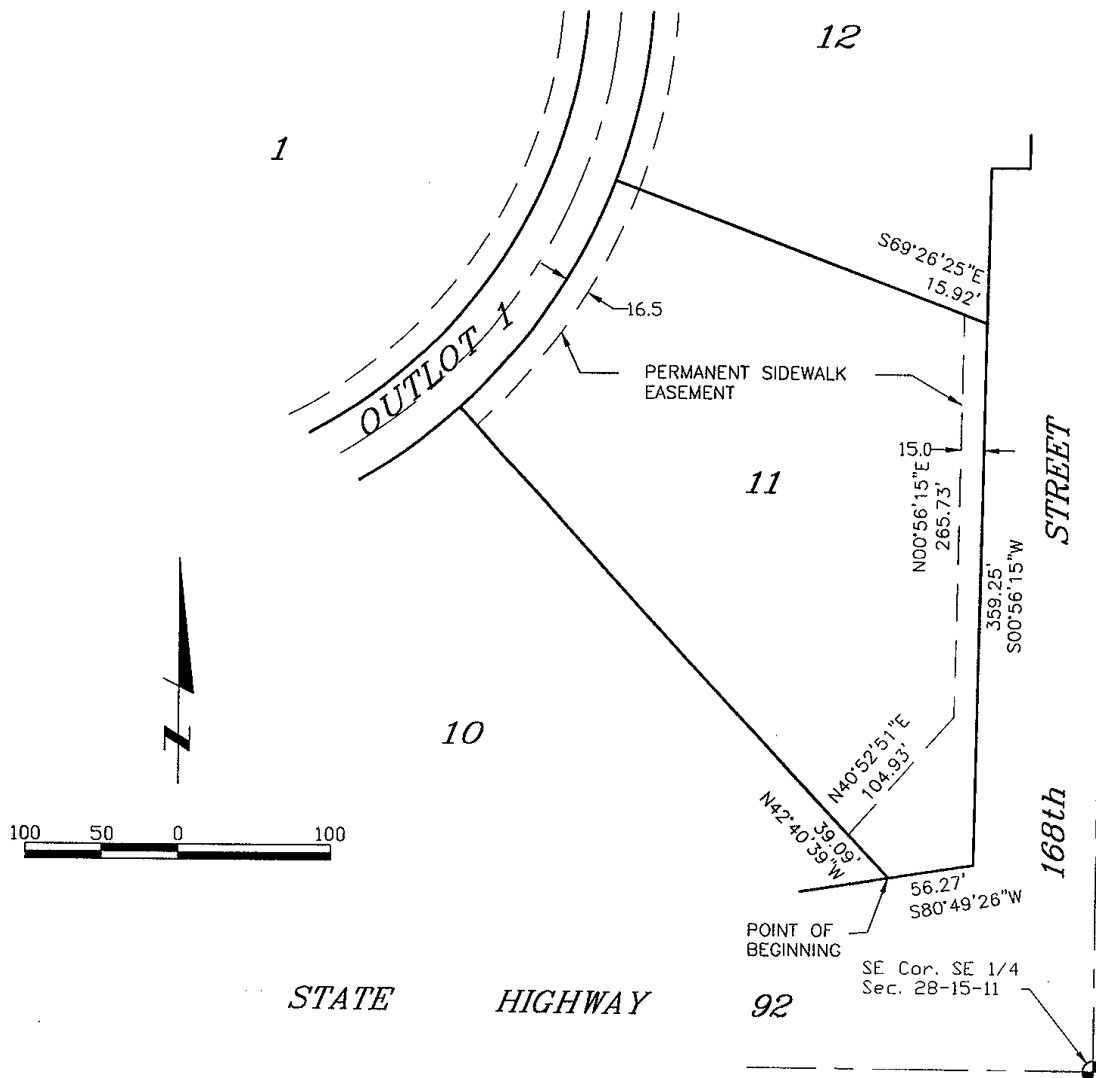 12
1
S69°26'25"E
15.92'
16.5
OUTLOT 1
PERMANENT SIDEWALK
EASEMENT
15.0
11
N00°56'15"E
265.73'
STREET
359.25'
S00°56'15"W
10
N40°52'51"E
104.93'
39.09'
N42°40'39"W
168th
N
100 50 0 100
56.27'
S80°49'26"W
POINT OF
BEGINNING
SE Cor. SE 1/4
Sec. 28-15-11
STATE HIGHWAY 92